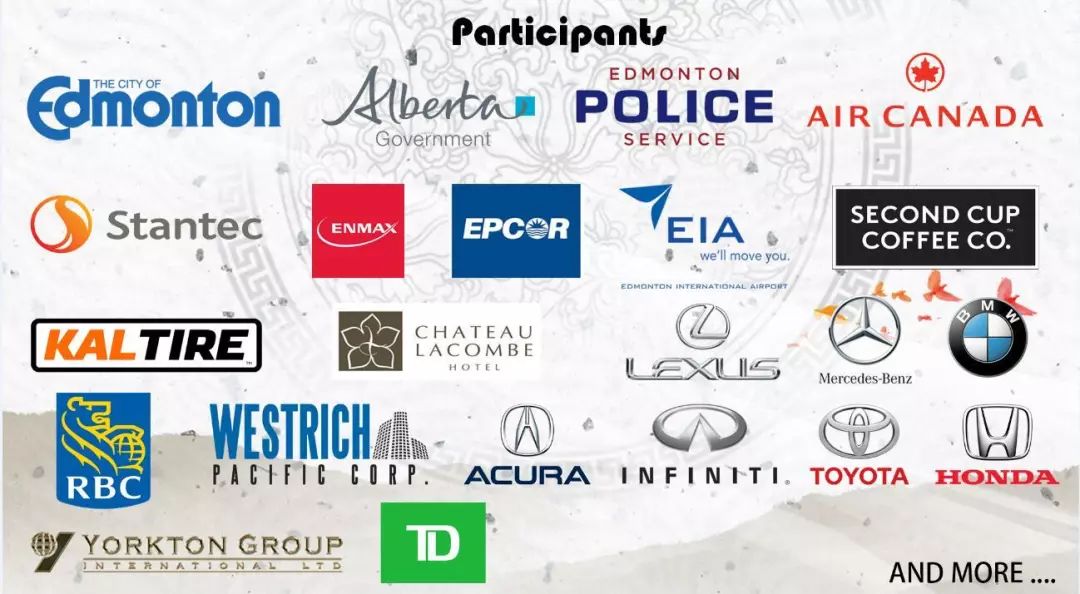 Participants
THE CITY OF
Edmonton
Alberta
Government
EDMONTON
POLICE
SERVICE
AIR CANADA
Stantec
ENMAX
EPCOR
EIA
we'll move you.
EDMONTON INTERNATIONAL AIRPORT
SECOND CUP
COFFEE CO.™
KALTIRE™
CHATEAU
LACOMBE
HOTEL
LEXUS
Mercedes-Benz
BMW
RBC
WESTRICH
PACIFIC CORP.
ACURA
INFINITI®
TOYOTA
HONDA
YORKTON GROUP
INTERNATIONAL LTD
TD
AND MORE ....